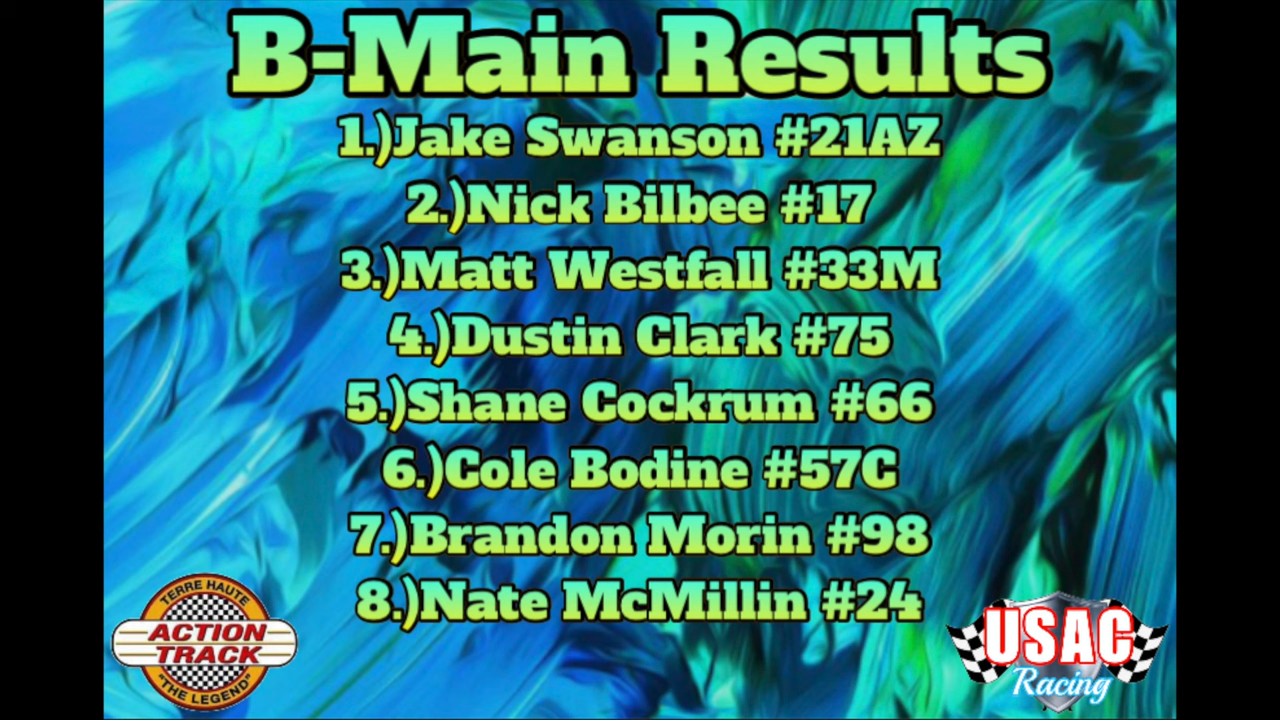 B-Main Results
1.)Jake Swanson #21AZ
2.)Nick Bilbee #17
3.)Matt Westfall #33M
4.)Dustin Clark #75
5.)Shane Cockrum #66
6.)Cole Bodine #57C
7.)Brandon Morin #98
8.)Nate McMillin #24
TERRE HAUTE
ACTION
TRACK
"THE LEGEND"
USAC
Racing